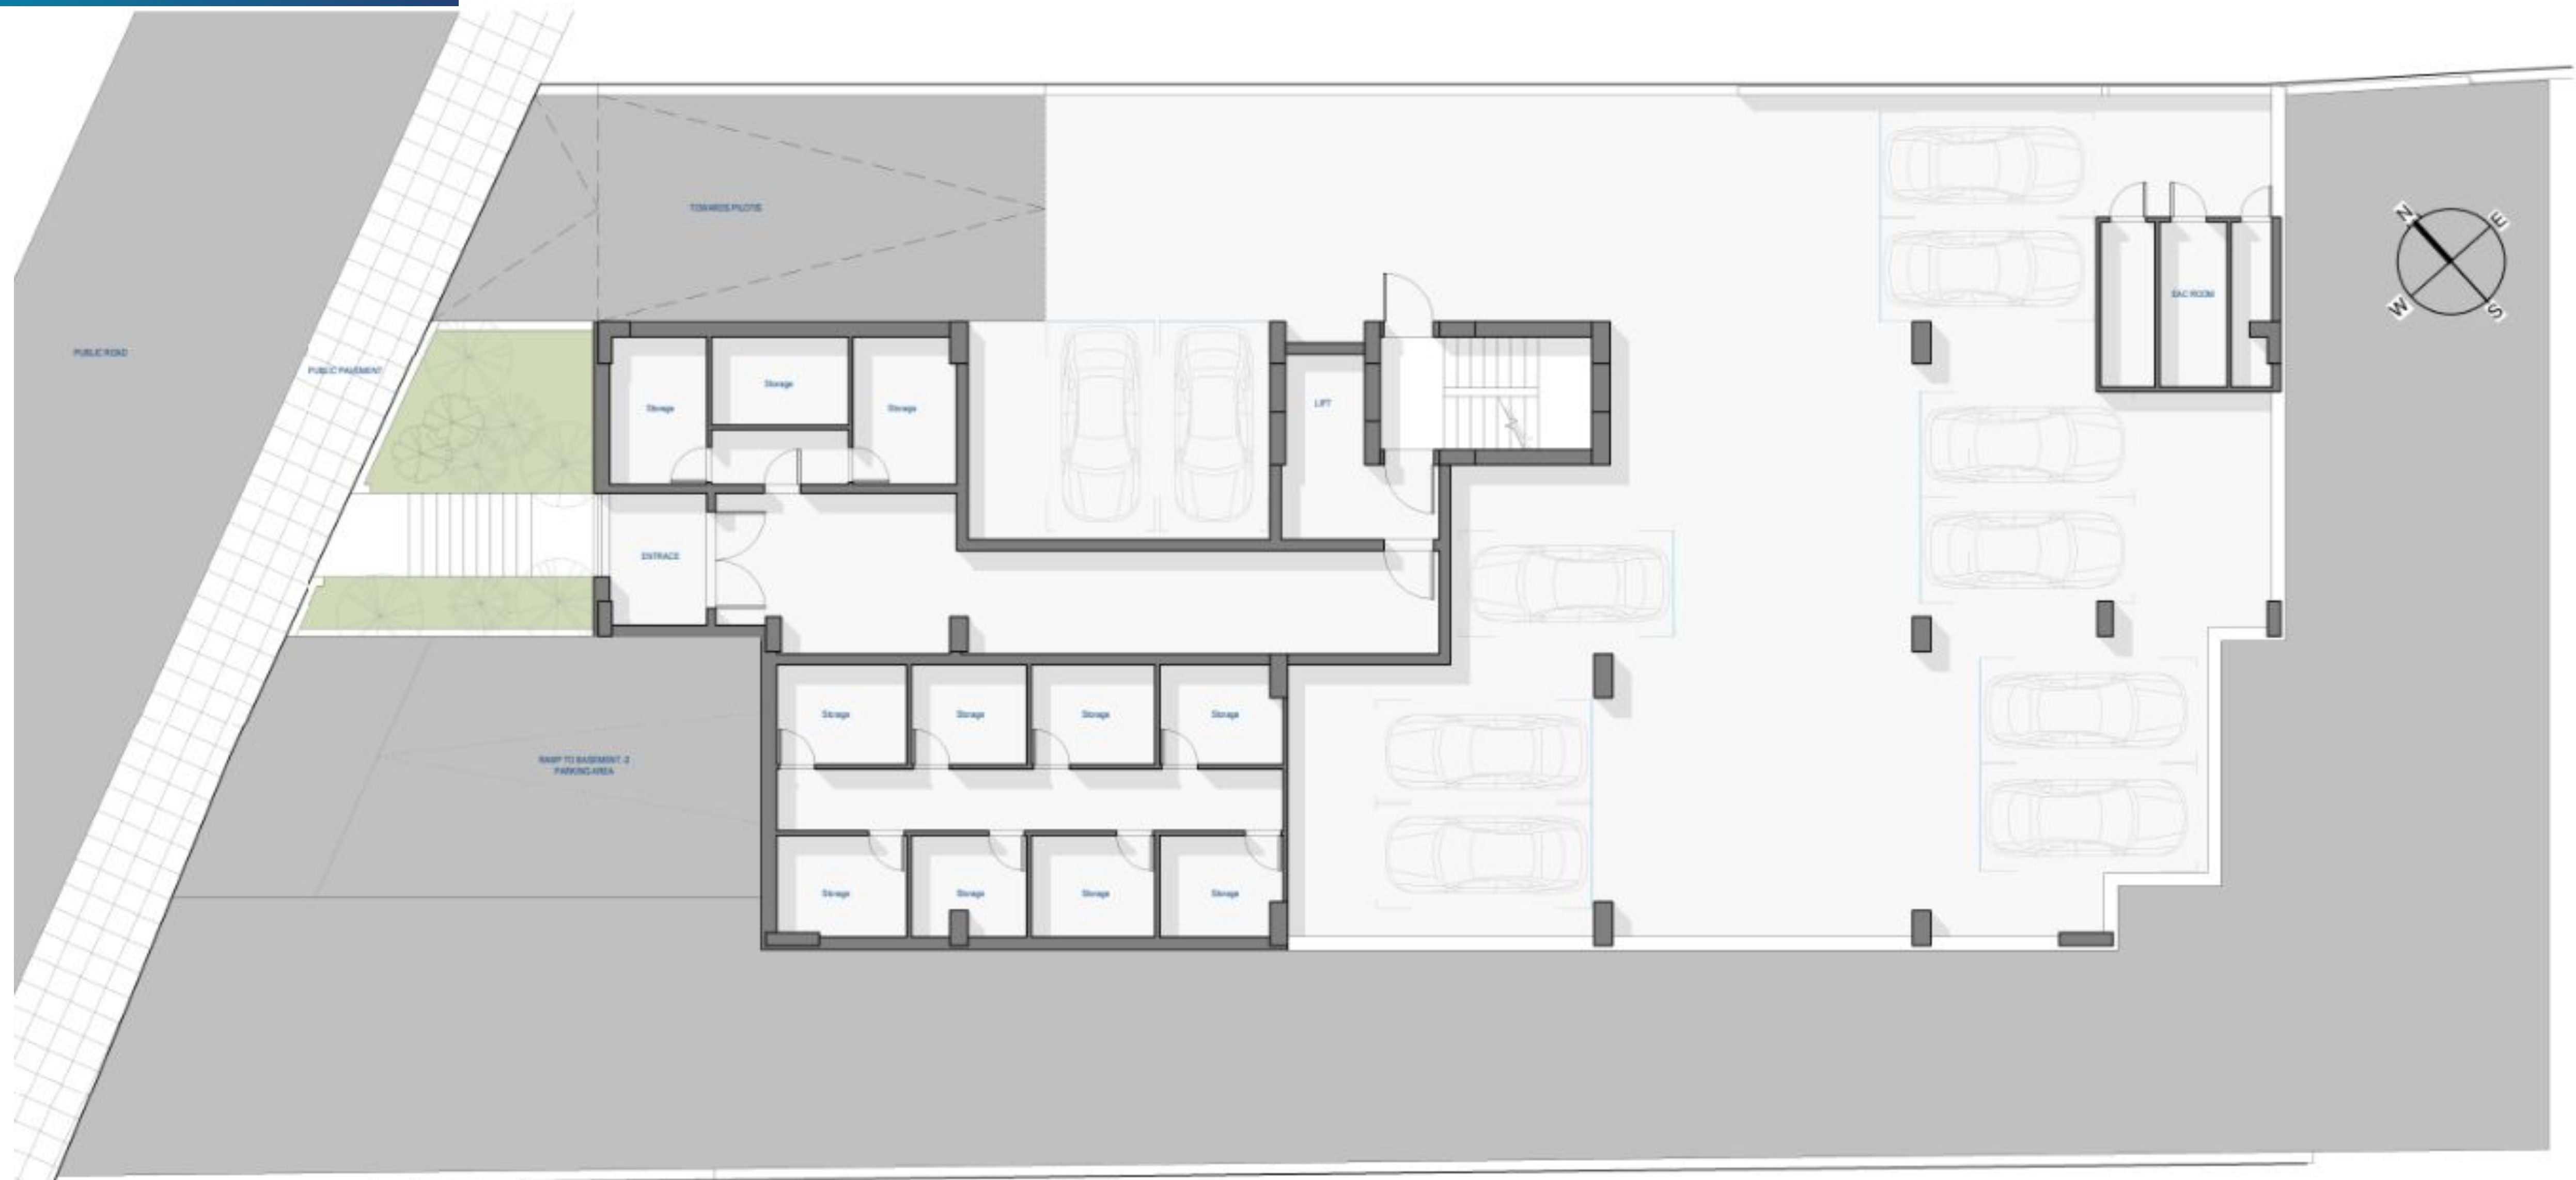 TOWARDS PILOTIS
N
E
W
S
EAC ROOM
PUBLIC ROAD
PUBLIC PAVEMENT
Storage
Storage
Storage
LIFT
ENTRACE
Storage
Storage
Storage
Storage
RAMP TO BASEMENT -2
PARKING AREA
Storage
Storage
Storage
Storage